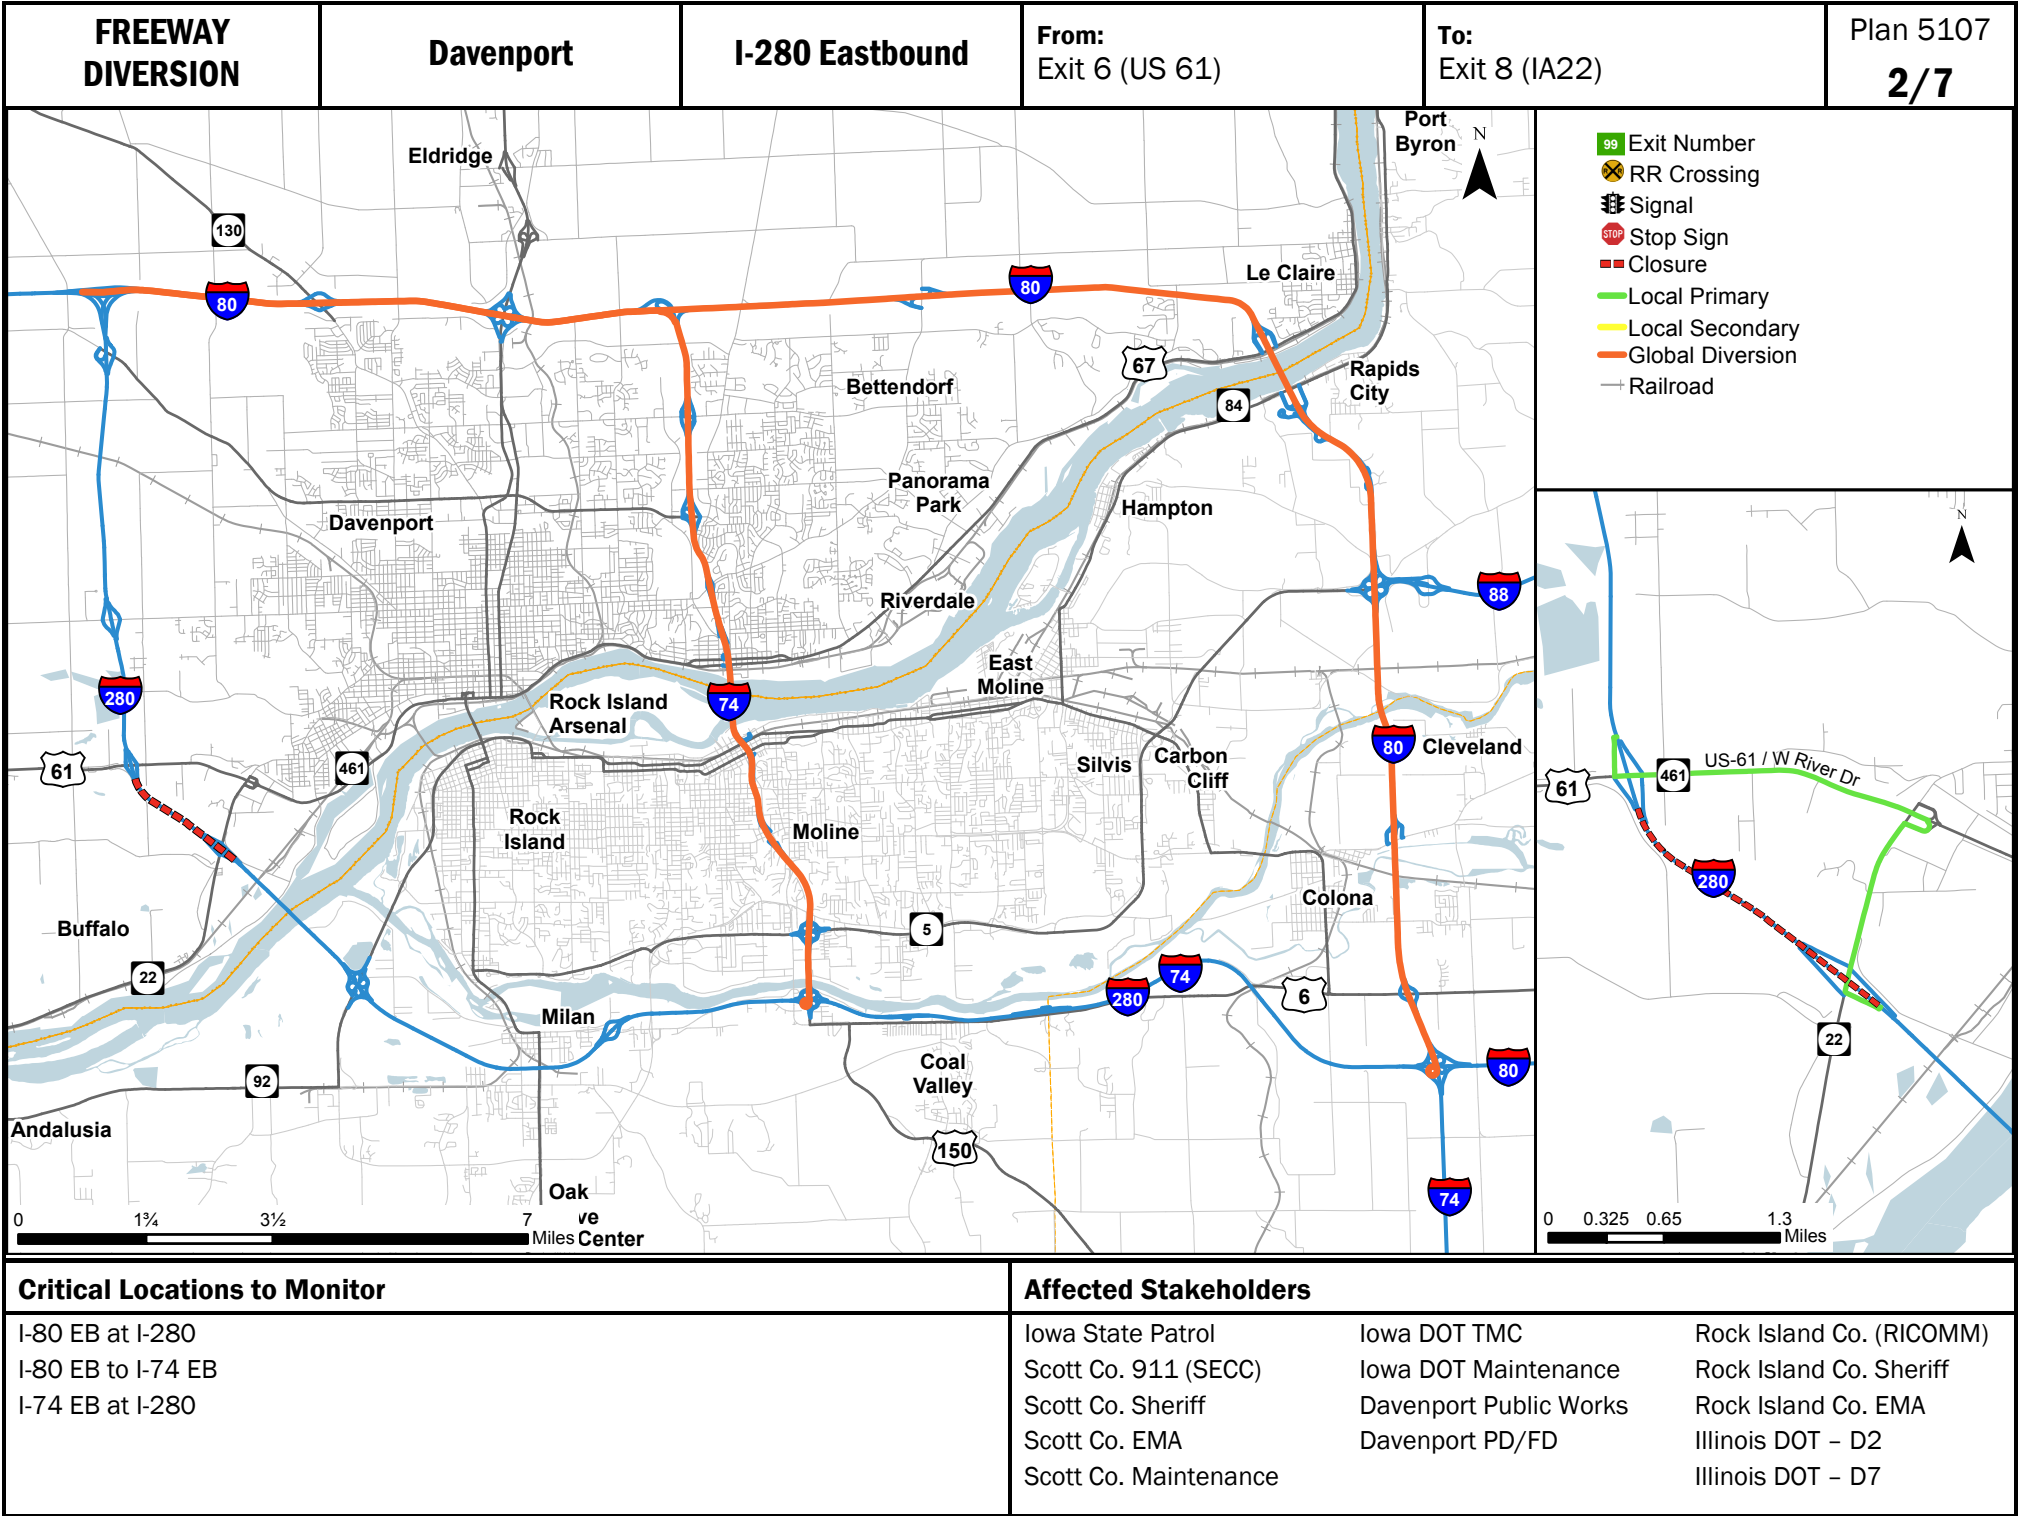 FREEWAY
DIVERSION
Davenport
I-280 Eastbound
From:
Exit 6 (US 61)
To:
Exit 8 (IA22)
Plan 5107
2/7
Port
Byron
N
Eldridge
130
80
80
Le Claire
67
Rapids
City
84
Bettendorf
Panorama
Park
Hampton
Davenport
88
Riverdale
East
Moline
280
Rock Island
Arsenal
74
80
Cleveland
61
461
Silvis
Carbon
Cliff
Rock
Island
Moline
Colona
Buffalo
5
22
74
280
6
Milan
Coal
Valley
80
92
Andalusia
150
74
Oak
ve
Center
0
1¾
3½
7
Miles
99
Exit Number
RR Crossing
Signal
STOP
Stop Sign
Closure
Local Primary
Local Secondary
Global Diversion
Railroad
N
US-61 / W River Dr
461
61
280
22
0
0.325
0.65
1.3
Miles
Critical Locations to Monitor
I-80 EB at I-280
I-80 EB to I-74 EB
I-74 EB at I-280
Affected Stakeholders
Iowa State Patrol
Scott Co. 911 (SECC)
Scott Co. Sheriff
Scott Co. EMA
Scott Co. Maintenance
Iowa DOT TMC
Iowa DOT Maintenance
Davenport Public Works
Davenport PD/FD
Rock Island Co. (RICOMM)
Rock Island Co. Sheriff
Rock Island Co. EMA
Illinois DOT – D2
Illinois DOT – D7